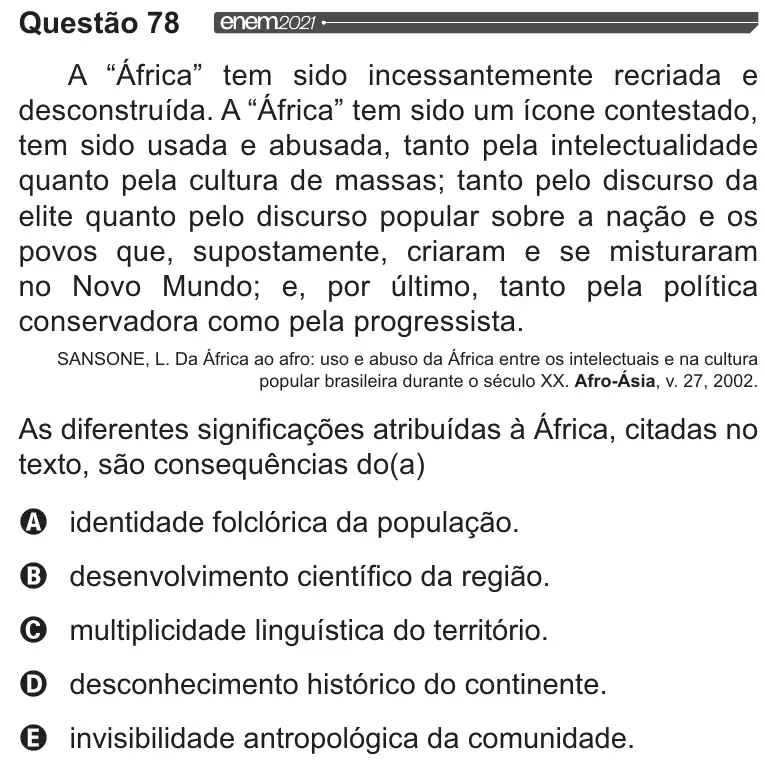 Questão 78 enem2021
A “África” tem sido incessantemente recriada e
desconstruída. A “África” tem sido um ícone contestado,
tem sido usada e abusada, tanto pela intelectualidade
quanto pela cultura de massas; tanto pelo discurso da
elite quanto pelo discurso popular sobre a nação e os
povos que, supostamente, criaram e se misturaram
no Novo Mundo; e, por último, tanto pela política
conservadora como pela progressista.
SANSONE, L. Da África ao afro: uso e abuso da África entre os intelectuais e na cultura
popular brasileira durante o século XX. Afro-Ásia, v. 27, 2002.
As diferentes significações atribuídas à África, citadas no
texto, são consequências do(a)
A identidade folclórica da população.
B desenvolvimento científico da região.
C multiplicidade linguística do território.
D desconhecimento histórico do continente.
E invisibilidade antropológica da comunidade.